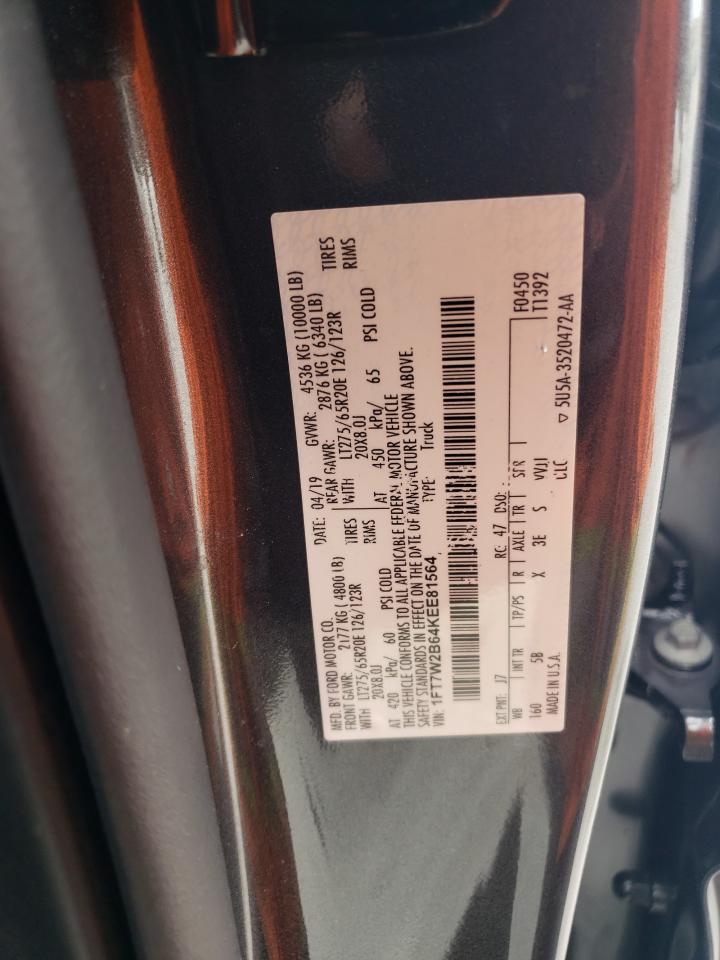 MFD. BY FORD MOTOR CO.
DATE: 04/19 GVWR: 4536 KG (10000 LB)
FRONT GAWR: 2177 KG ( 4800 LB) REAR GAWR: 2876 KG ( 6340 LB)
WITH LT275/65R20E 126/123R TIRES WITH LT275/65R20E 126/123R TIRES
20X8.0J RIMS 20X8.0J RIMS
AT 420 kPa/ 60 PSI COLD AT 450 kPa/ 65 PSI COLD
THIS VEHICLE CONFORMS TO ALL APPLICABLE FEDERAL MOTOR VEHICLE
SAFETY STANDARDS IN EFFECT ON THE DATE OF MANUFACTURE SHOWN ABOVE.
VIN: 1FT7W2B64KEE81564 TYPE: Truck
EXT PNT: J7 RC: 47 DSO:
WB INT TR TP/PS R AXLE TR SPR F0450
160 5B X 3E S T1392
MADE IN U.S.A. ▽ 5U5A-3520472-AA